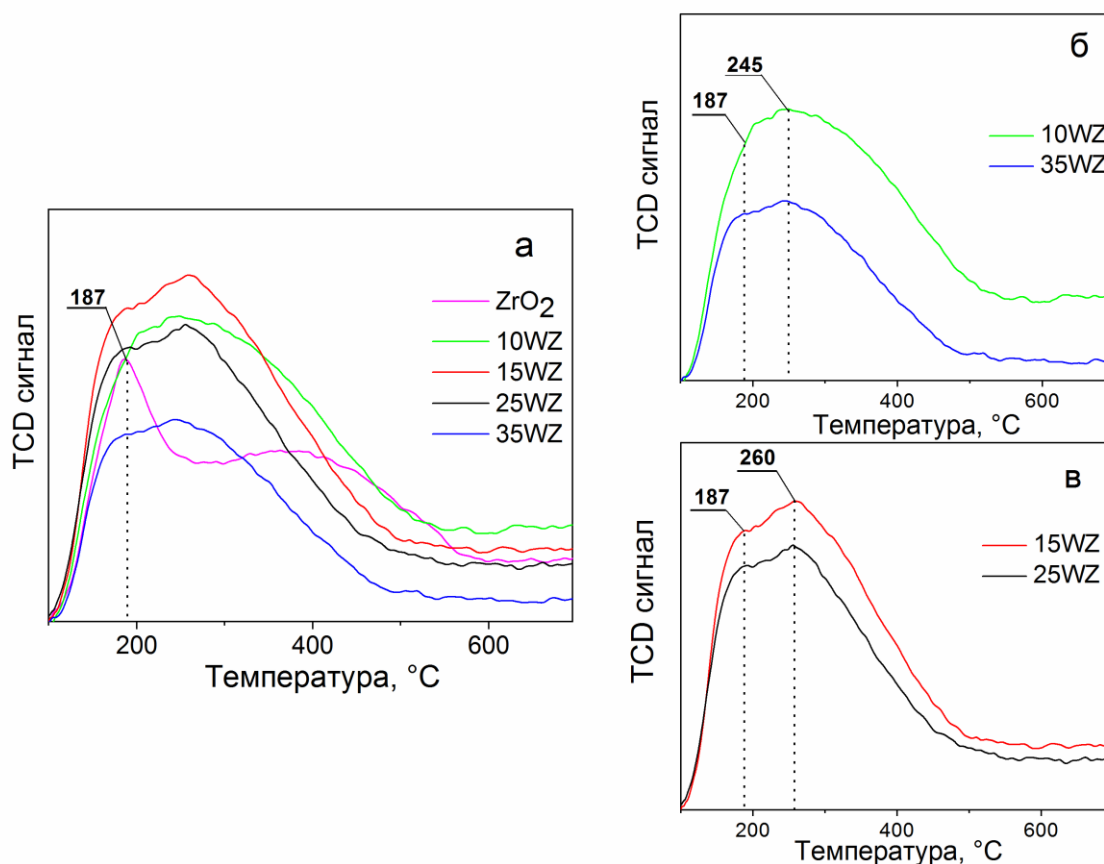 а
187
ZrO2
10WZ
15WZ
25WZ
35WZ
TCD сигнал
200
400
600
Температура, °C
б
245
187
10WZ
35WZ
TCD сигнал
200
400
600
Температура, °C
в
260
187
15WZ
25WZ
TCD сигнал
200
400
600
Температура, °C